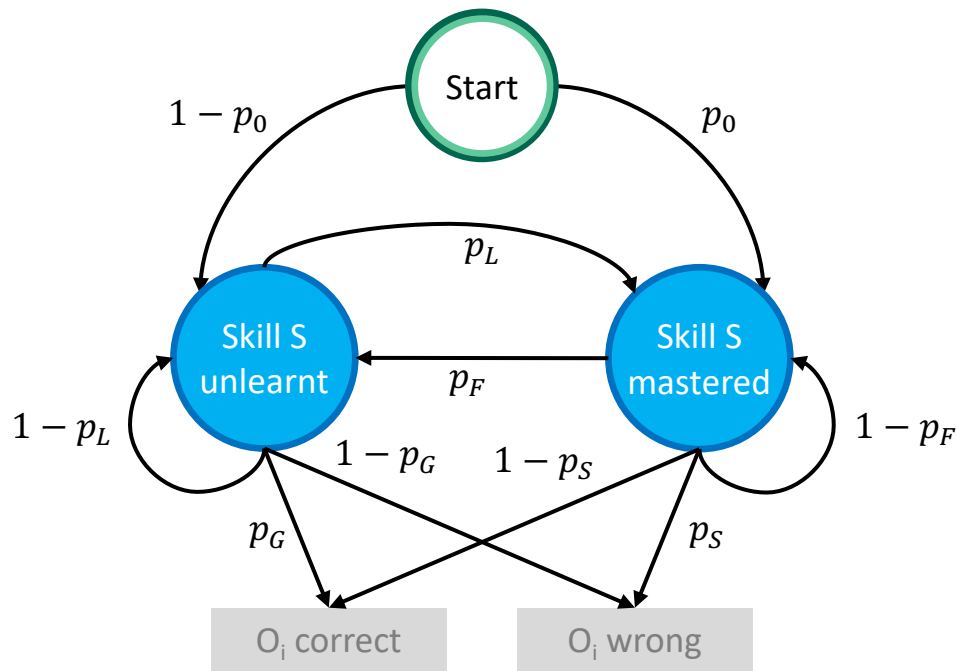 Start
1 − p₀
p₀
p_L
Skill S
unlearnt
Skill S
mastered
p_F
1 − p_L
1 − p_F
1 − p_G
1 − p_S
p_G
p_S
Oᵢ correct
Oᵢ wrong